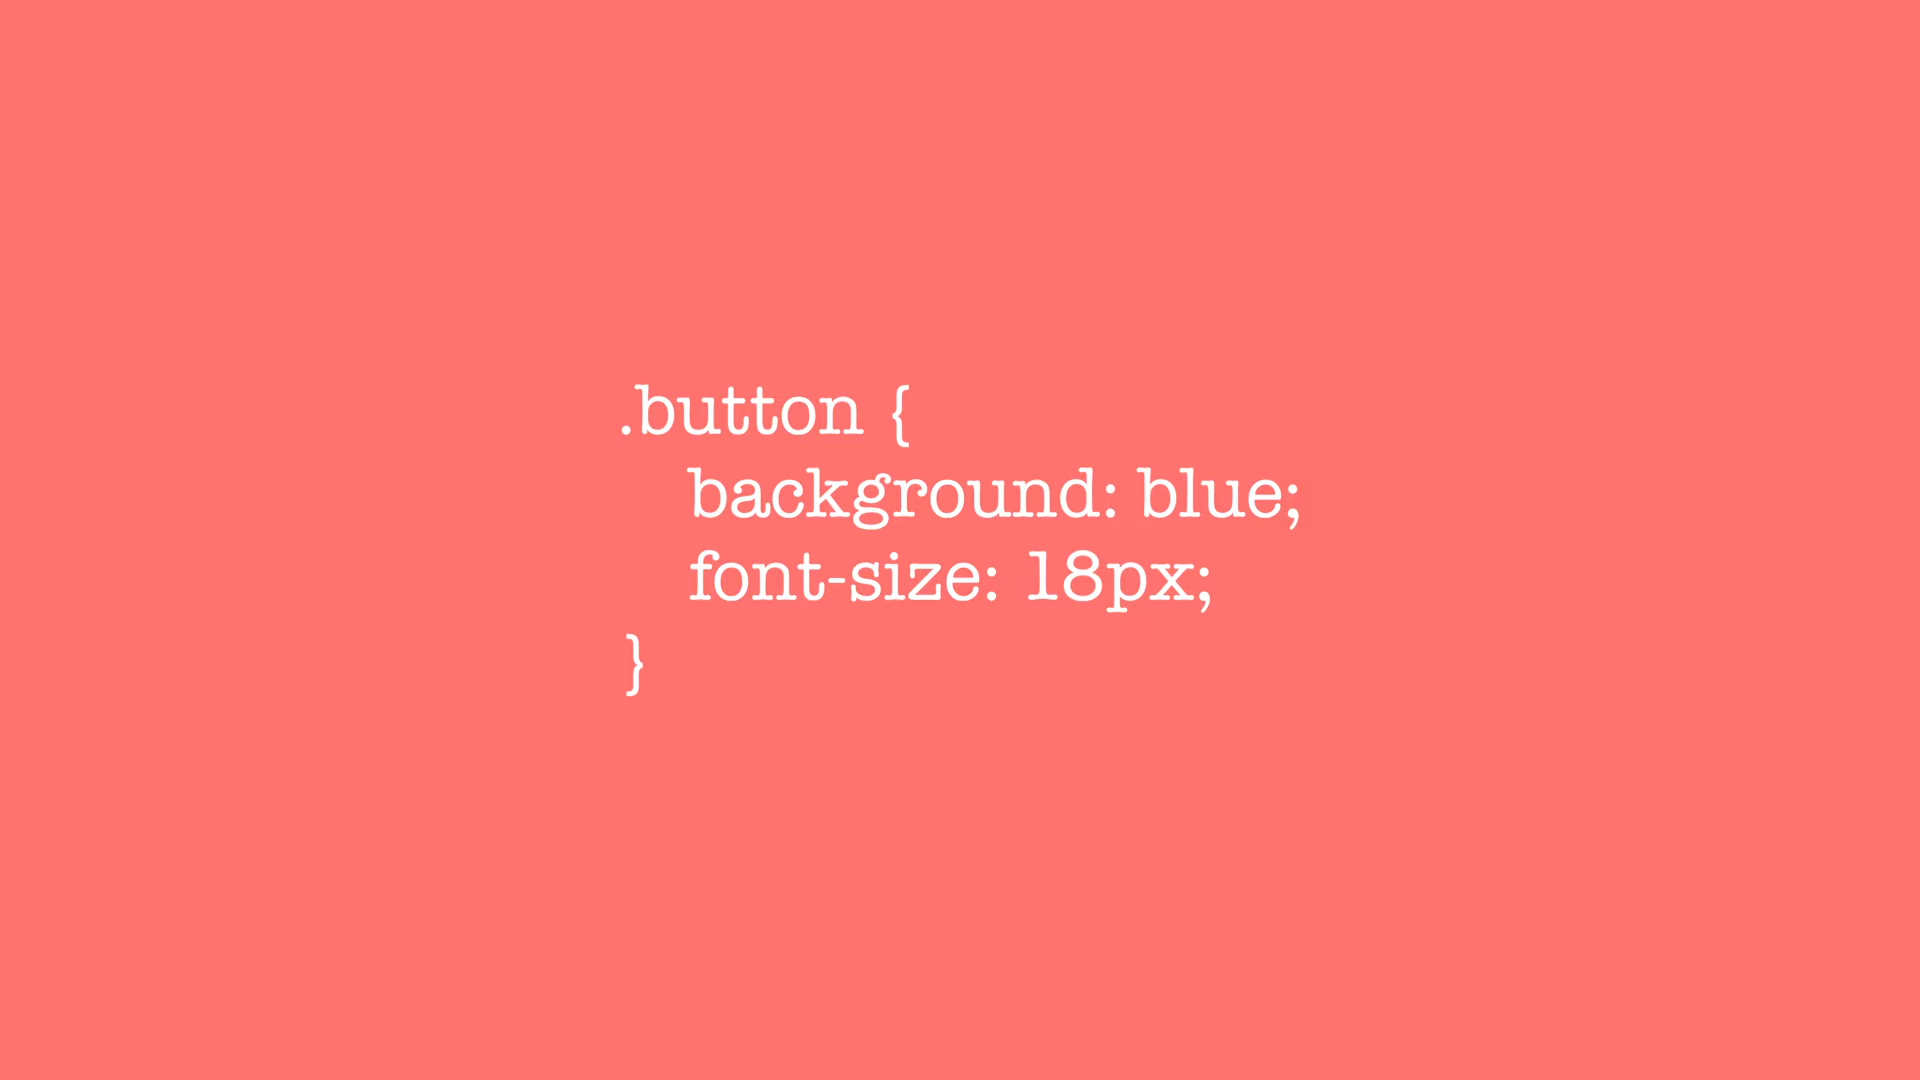 .button {
    background: blue;
    font-size: 18px;
}